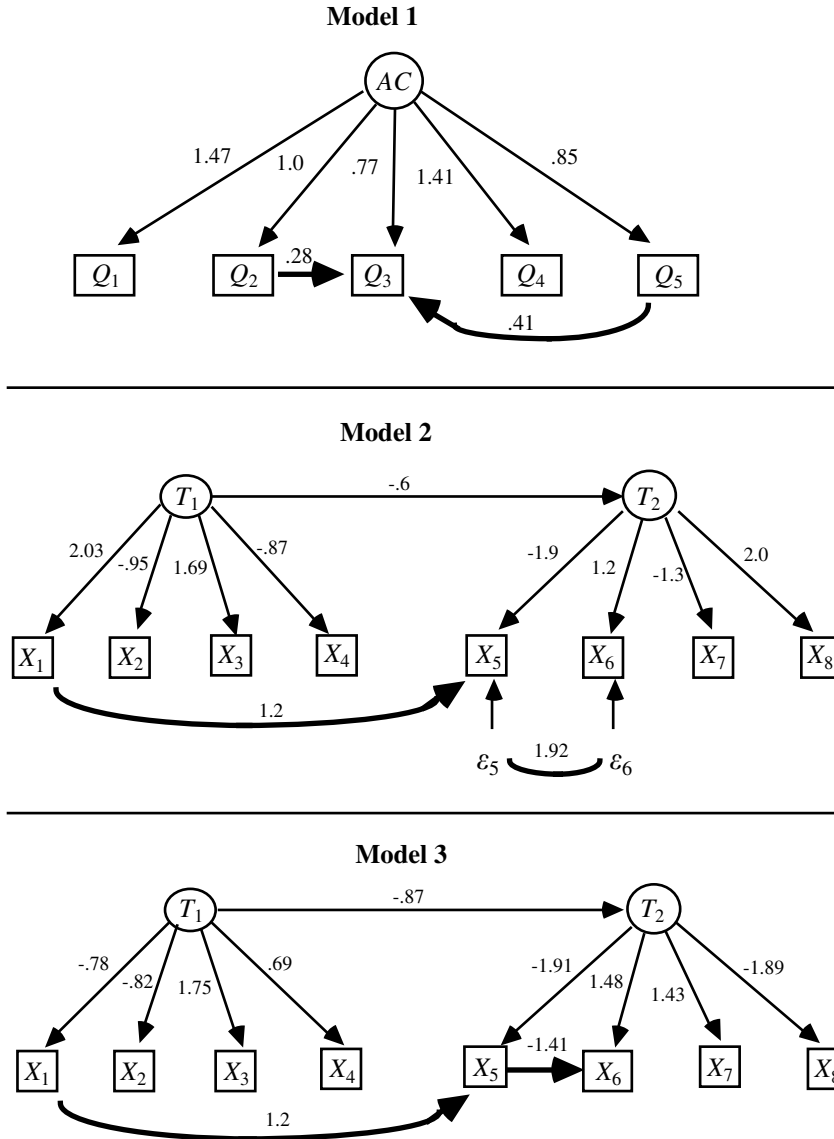 Model 1
AC
1.47 1.0 .77 1.41 .85
Q1 Q2 .28 Q3 Q4 Q5
.41
Model 2
T1 -.6 T2
2.03 -.95 1.69 -.87 -1.9 1.2 -1.3 2.0
X1 X2 X3 X4 X5 X6 X7 X8
1.2
ε5 1.92 ε6
Model 3
T1 -.87 T2
-.78 -.82 1.75 .69 -1.91 1.48 1.43 -1.89
X1 X2 X3 X4 X5 -1.41 X6 X7 X8
1.2